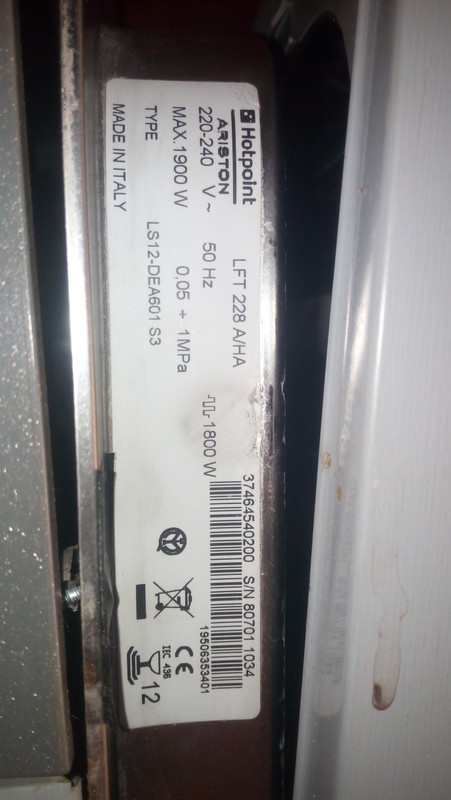 Hotpoint
ARISTON
LFT 228 A/HA
37464540200 S/N 80701 1034
220-240 V~ 50 Hz 1800 W
19506353401
MAX.1900 W 0,05 ÷ 1MPa
TYPE LS12-DEA601 S3
CE
IEC 436
12
MADE IN ITALY